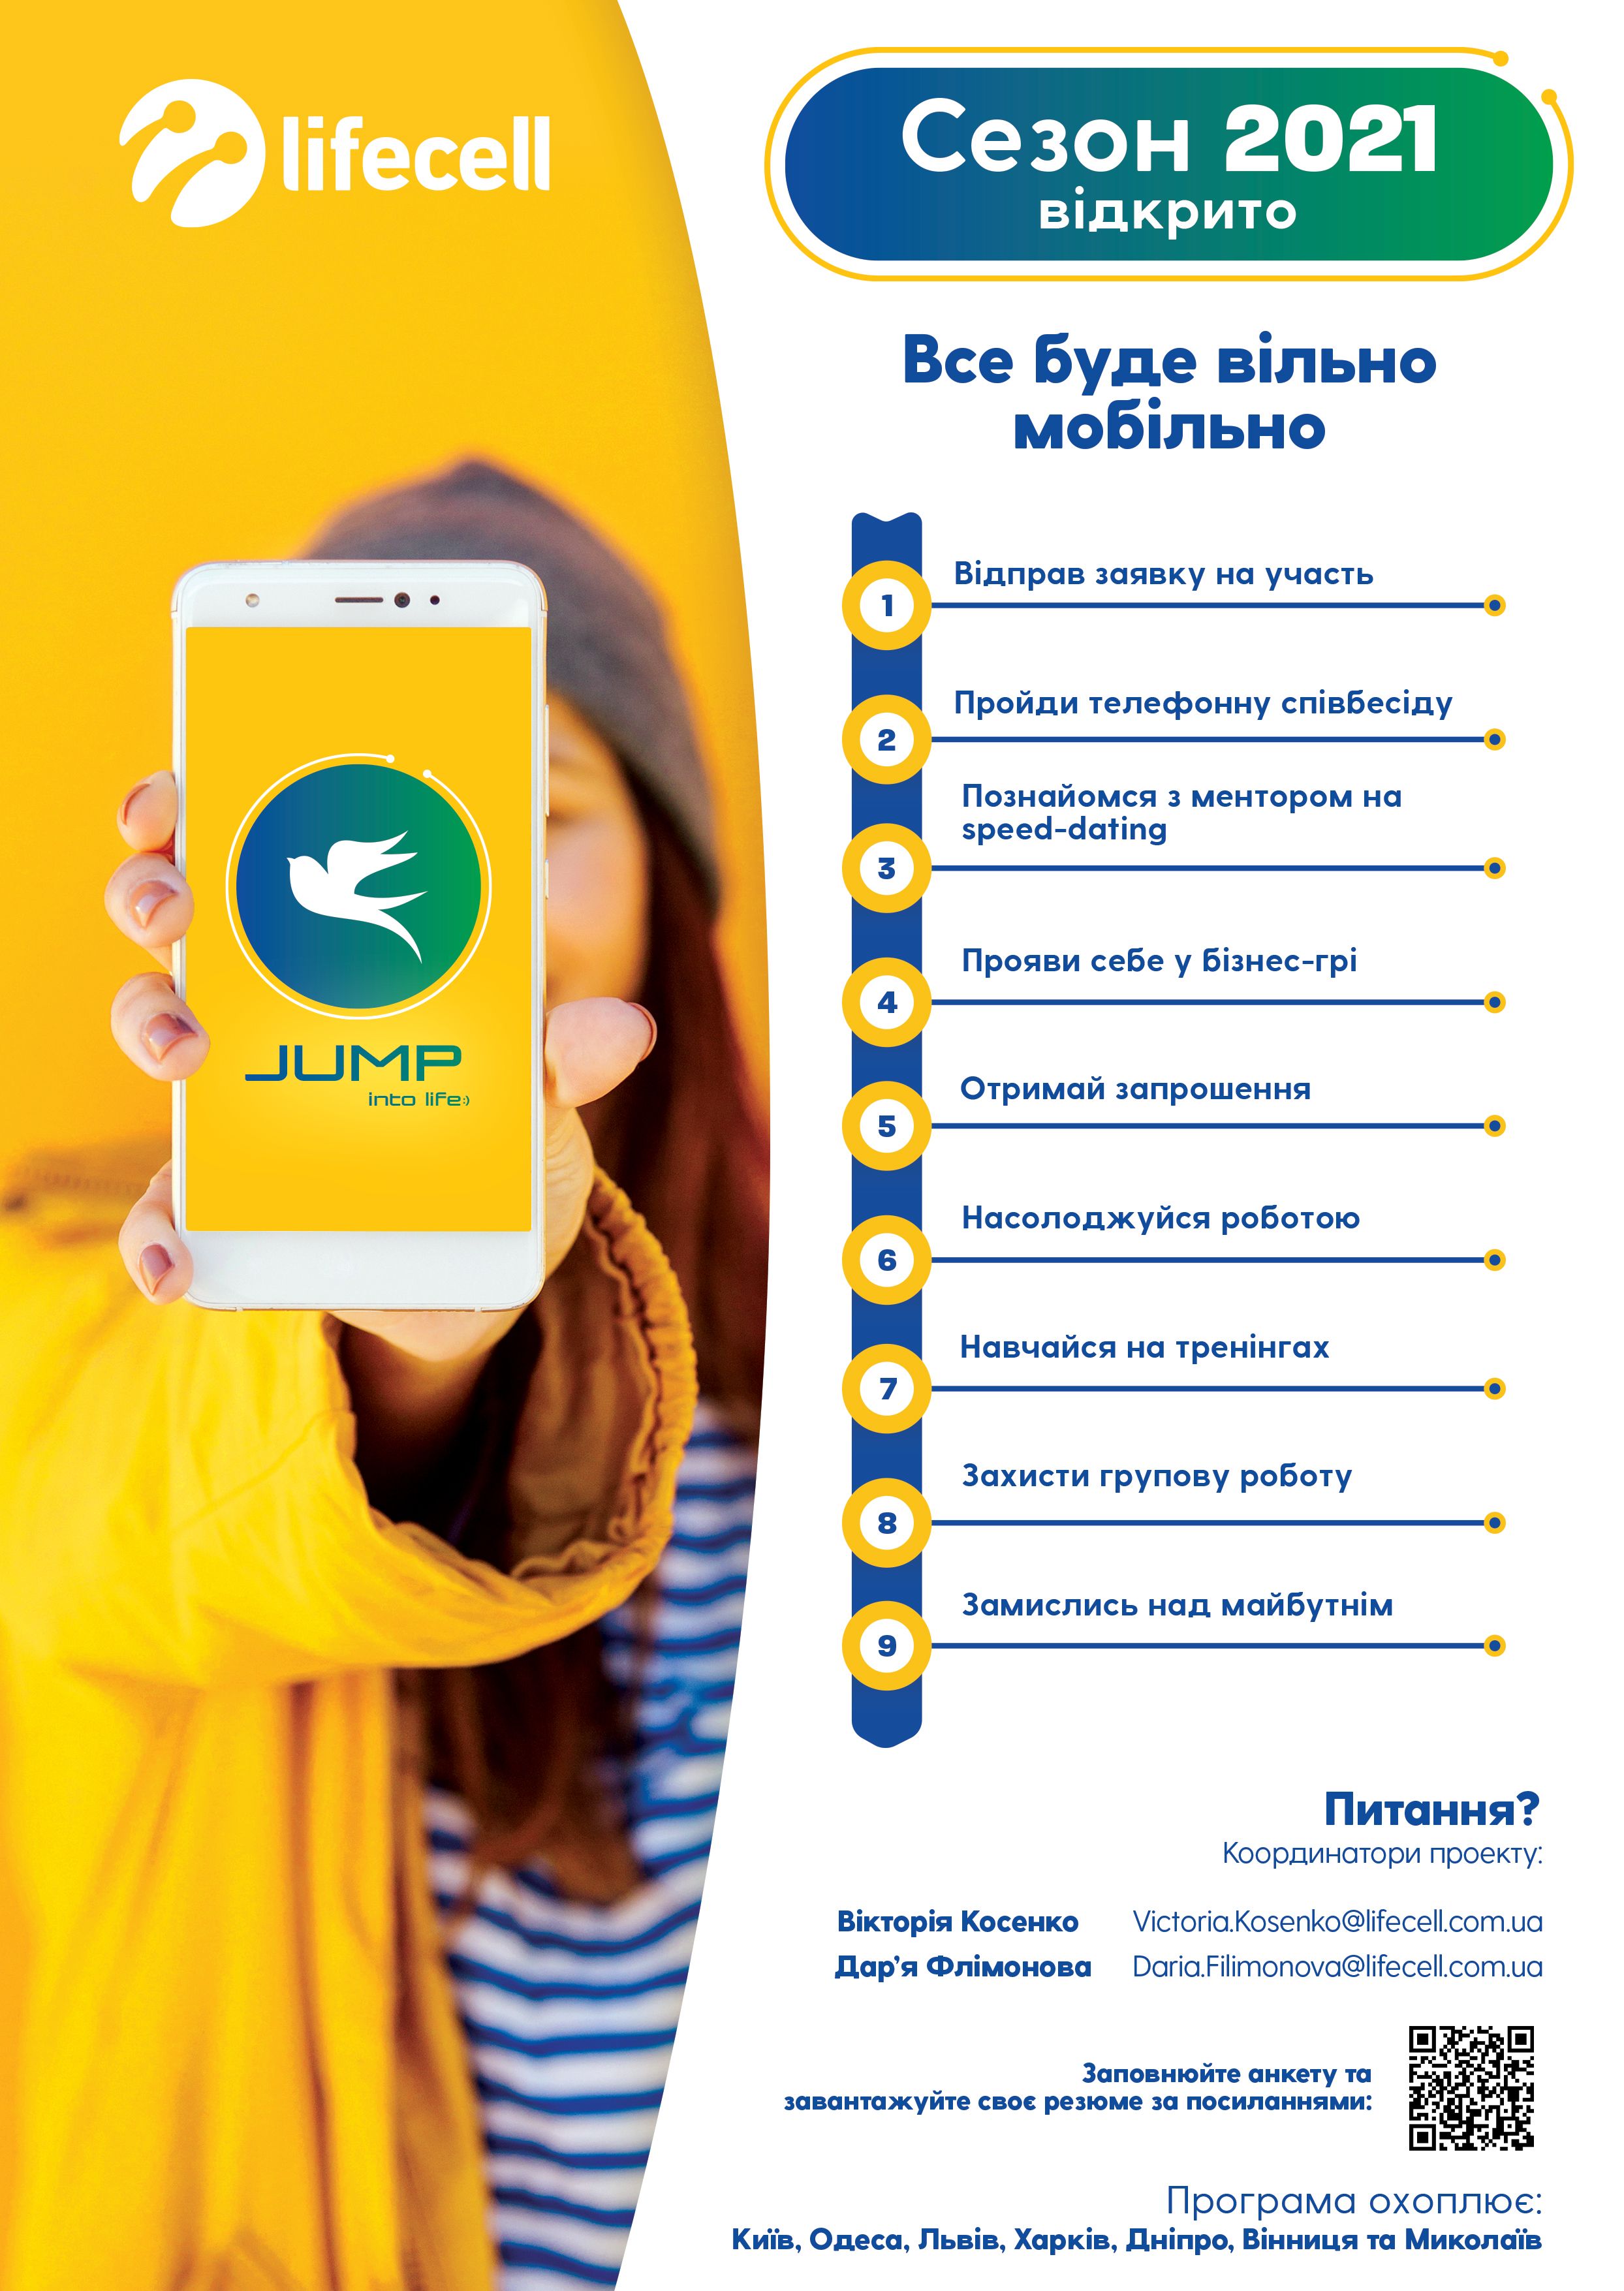 lifecell
Сезон 2021
відкрито
Все буде вільно
мобільно
1
Відправ заявку на участь
2
Пройди телефонну співбесіду
3
Познайомся з ментором на
speed-dating
4
Прояви себе у бізнес-грі
5
Отримай запрошення
6
Насолоджуйся роботою
7
Навчайся на тренінгах
8
Захисти групову роботу
9
Замислись над майбутнім
JUMP
into life:)
Питання?
Координатори проекту:
Вікторія Косенко Victoria.Kosenko@lifecell.com.ua
Дар’я Флімонова Daria.Filimonova@lifecell.com.ua
Заповнюйте анкету та
завантажуйте своє резюме за посиланнями:
Програма охоплює:
Київ, Одеса, Львів, Харків, Дніпро, Вінниця та Миколаїв